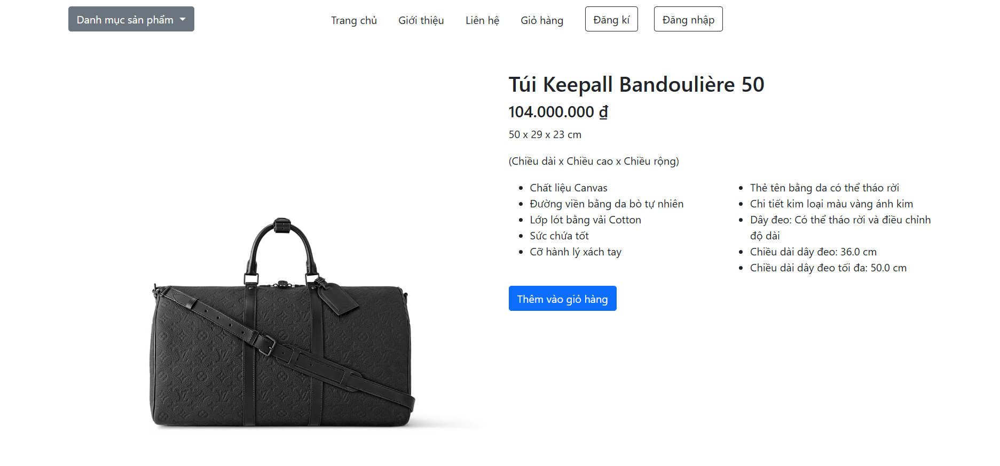 Danh mục sản phẩm
Trang chủ
Giới thiệu
Liên hệ
Giỏ hàng
Đăng kí
Đăng nhập
Túi Keepall Bandoulière 50
104.000.000 ₫
50 x 29 x 23 cm
(Chiều dài x Chiều cao x Chiều rộng)
Chất liệu Canvas
Đường viền bằng da bò tự nhiên
Lớp lót bằng vải Cotton
Sức chứa tốt
Cỡ hành lý xách tay
Thẻ tên bằng da có thể tháo rời
Chi tiết kim loại màu vàng ánh kim
Dây đeo: Có thể tháo rời và điều chỉnh
độ dài
Chiều dài dây đeo: 36.0 cm
Chiều dài dây đeo tối đa: 50.0 cm
Thêm vào giỏ hàng